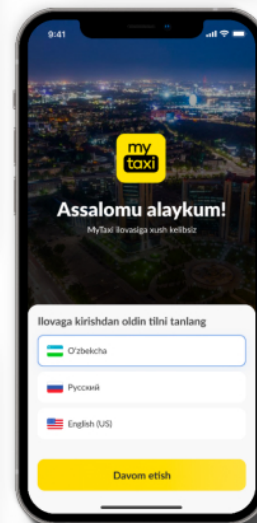 9:41
my
taxi
Assalomu alaykum!
MyTaxi ilovasiga xush kelibsiz
Ilovaga kirishdan oldin tilni tanlang
O'zbekcha
Русский
English (US)
Davom etish